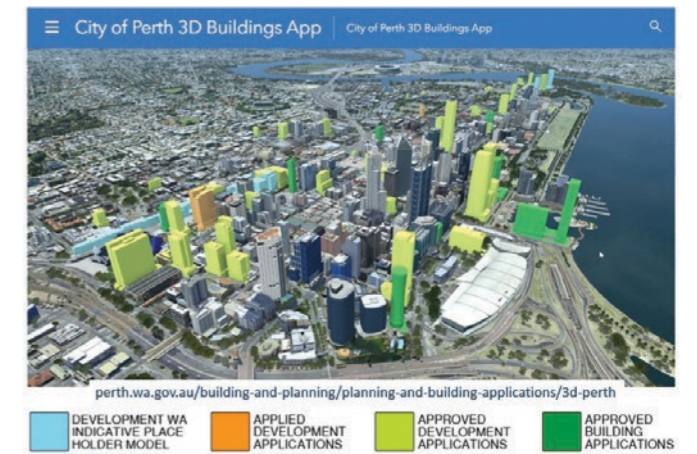 City of Perth 3D Buildings App
City of Perth 3D Buildings App
perth.wa.gov.au/building-and-planning/planning-and-building-applications/3d-perth
DEVELOPMENT WA
INDICATIVE PLACE
HOLDER MODEL
APPLIED
DEVELOPMENT
APPLICATIONS
APPROVED
DEVELOPMENT
APPLICATIONS
APPROVED
BUILDING
APPLICATIONS